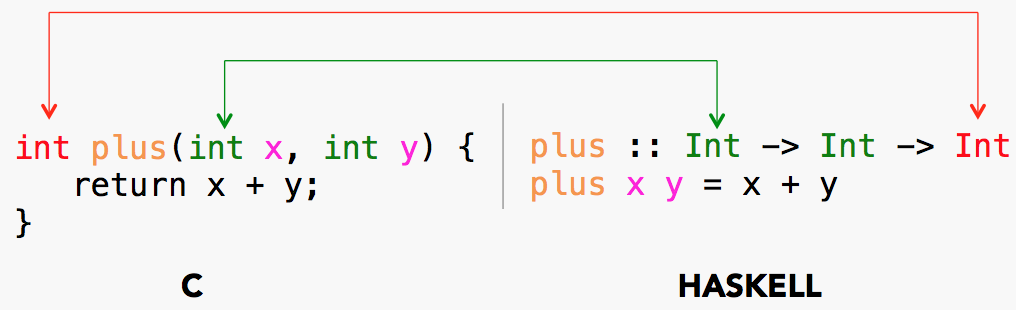 int plus(int x, int y) {
return x + y;
}
C
plus :: Int -> Int -> Int
plus x y = x + y
HASKELL